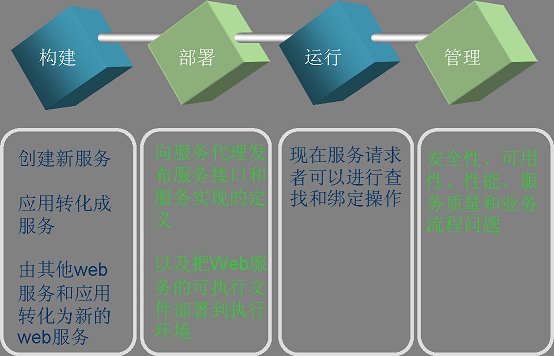 构建
部署
运行
管理
创建新服务
应用转化成
服务
由其他web
服务和应用
转化为新的
web服务
向服务代理发
布服务接口和
服务实现的定
义
以及把Web服
务的可执行文
件部署到执行
环境
现在服务请求
者可以进行查
找和绑定操作
安全性、可用
性、性能、服
务质量和业务
流程问题